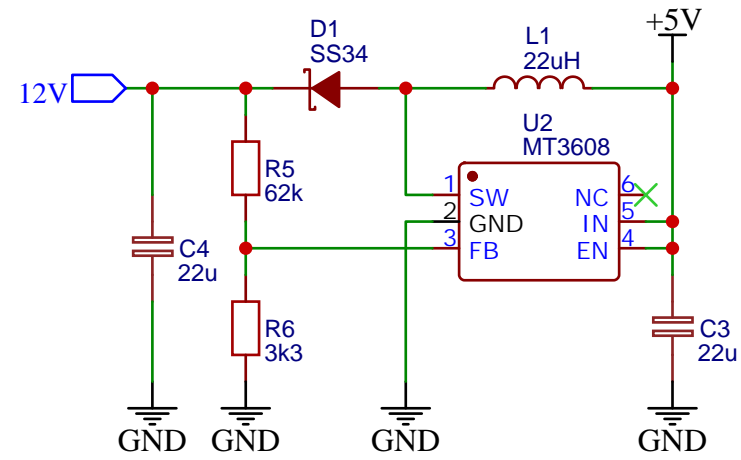 +5V
D1
SS34
L1
22uH
12V
U2
MT3608
R5
62k
1 SW NC 6
2 GND IN 5
3 FB EN 4
C4
22u
R6
3k3
C3
22u
GND GND GND GND